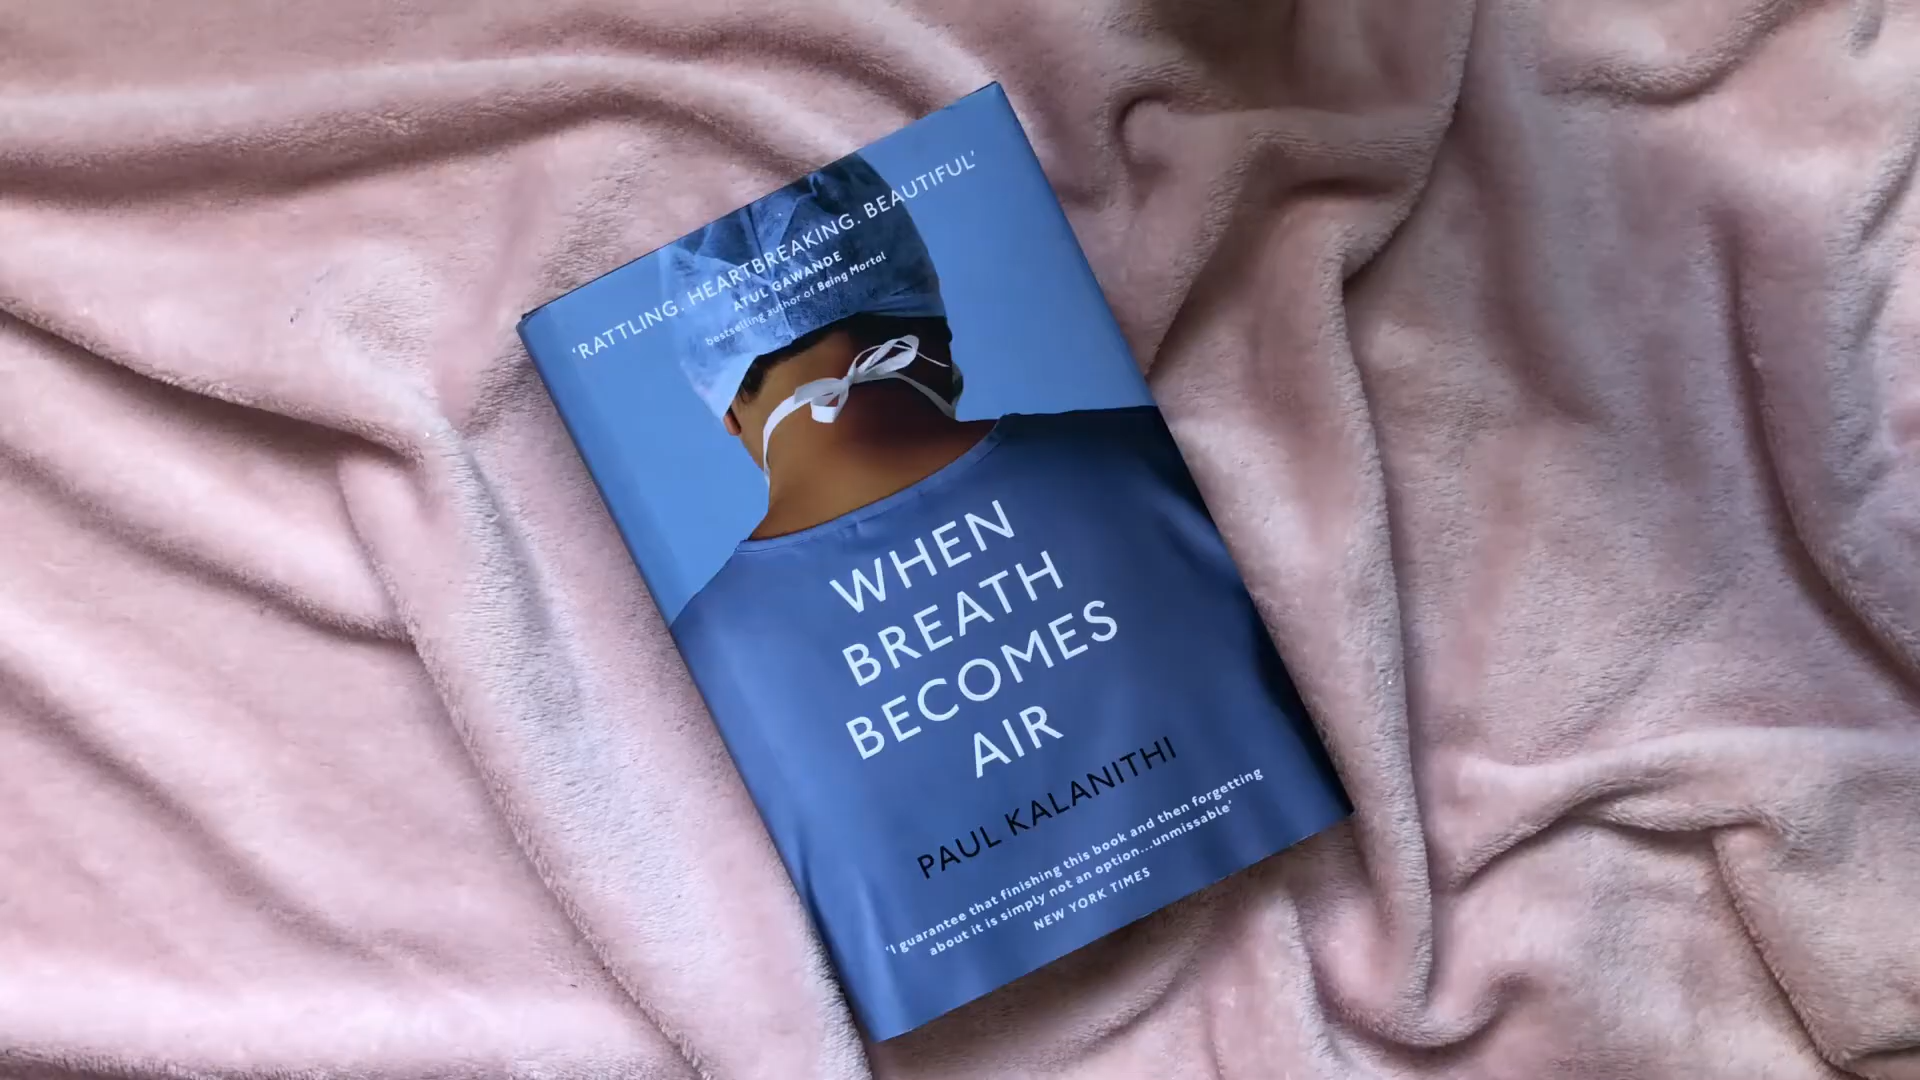 ‘RATTLING. HEARTBREAKING. BEAUTIFUL’
ATUL GAWANDE
bestselling author of Being Mortal
WHEN
BREATH
BECOMES
AIR
PAUL KALANITHI
‘I guarantee that finishing this book and then forgetting
about it is simply not an option...unmissable’
NEW YORK TIMES